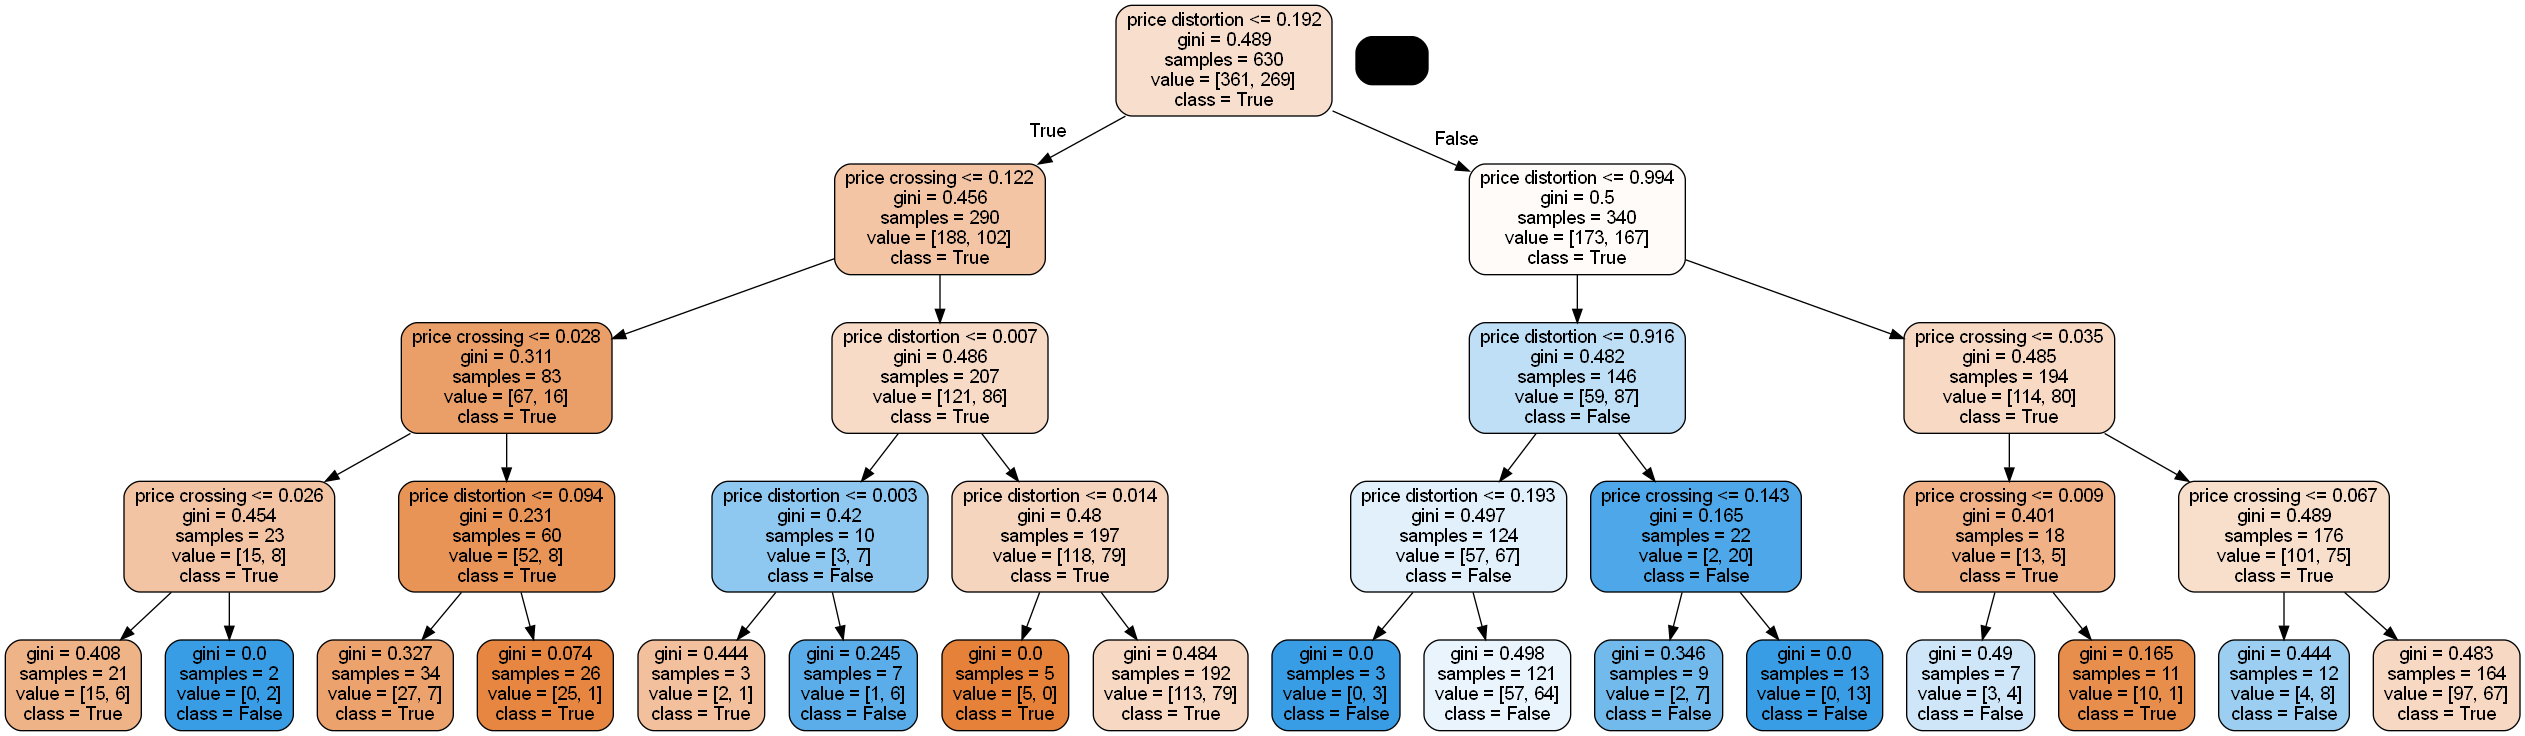 price distortion <= 0.192
gini = 0.489
samples = 630
value = [361, 269]
class = True
True
False
price crossing <= 0.122
gini = 0.456
samples = 290
value = [188, 102]
class = True
price distortion <= 0.994
gini = 0.5
samples = 340
value = [173, 167]
class = True
price crossing <= 0.028
gini = 0.311
samples = 83
value = [67, 16]
class = True
price distortion <= 0.007
gini = 0.486
samples = 207
value = [121, 86]
class = True
price distortion <= 0.916
gini = 0.482
samples = 146
value = [59, 87]
class = False
price crossing <= 0.035
gini = 0.485
samples = 194
value = [114, 80]
class = True
price crossing <= 0.026
gini = 0.454
samples = 23
value = [15, 8]
class = True
price distortion <= 0.094
gini = 0.231
samples = 60
value = [52, 8]
class = True
price distortion <= 0.003
gini = 0.42
samples = 10
value = [3, 7]
class = False
price distortion <= 0.014
gini = 0.48
samples = 197
value = [118, 79]
class = True
price distortion <= 0.193
gini = 0.497
samples = 124
value = [57, 67]
class = False
price crossing <= 0.143
gini = 0.165
samples = 22
value = [2, 20]
class = False
price crossing <= 0.009
gini = 0.401
samples = 18
value = [13, 5]
class = True
price crossing <= 0.067
gini = 0.489
samples = 176
value = [101, 75]
class = True
gini = 0.408
samples = 21
value = [15, 6]
class = True
gini = 0.0
samples = 2
value = [0, 2]
class = False
gini = 0.327
samples = 34
value = [27, 7]
class = True
gini = 0.074
samples = 26
value = [25, 1]
class = True
gini = 0.444
samples = 3
value = [2, 1]
class = True
gini = 0.245
samples = 7
value = [1, 6]
class = False
gini = 0.0
samples = 5
value = [5, 0]
class = True
gini = 0.484
samples = 192
value = [113, 79]
class = True
gini = 0.0
samples = 3
value = [0, 3]
class = False
gini = 0.498
samples = 121
value = [57, 64]
class = False
gini = 0.346
samples = 9
value = [2, 7]
class = False
gini = 0.0
samples = 13
value = [0, 13]
class = False
gini = 0.49
samples = 7
value = [3, 4]
class = False
gini = 0.165
samples = 11
value = [10, 1]
class = True
gini = 0.444
samples = 12
value = [4, 8]
class = False
gini = 0.483
samples = 164
value = [97, 67]
class = True